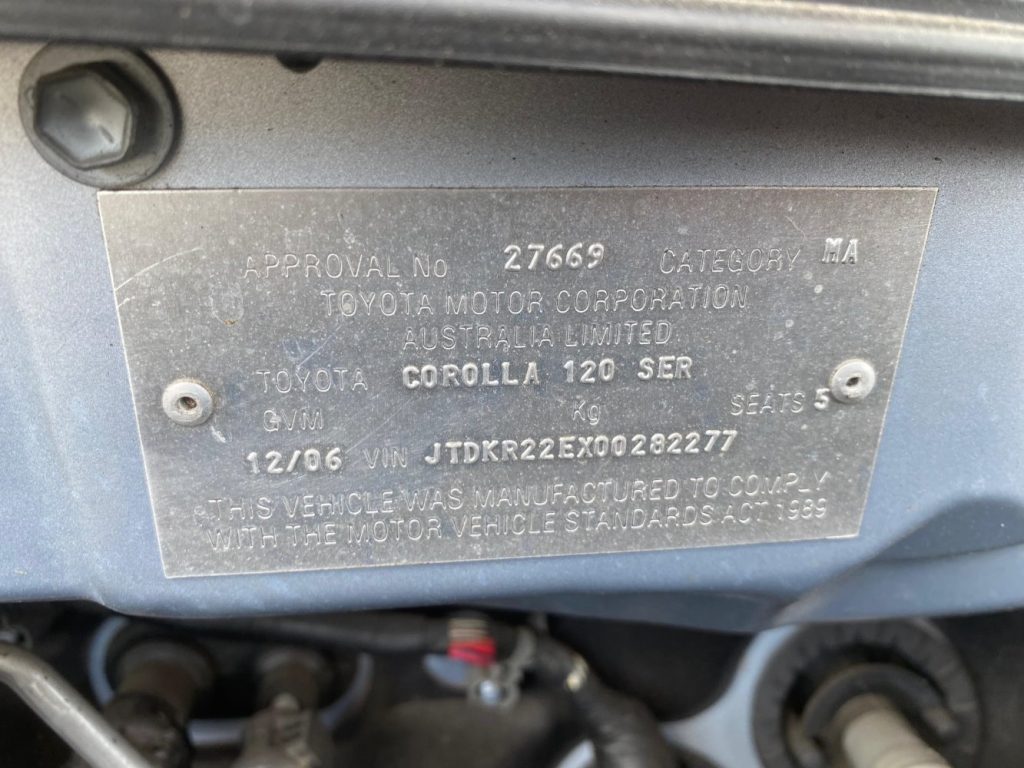 APPROVAL No 27669 CATEGORY MA
TOYOTA MOTOR CORPORATION
AUSTRALIA LIMITED
TOYOTA COROLLA 120 SER
GVM Kg SEATS 5
12/06 VIN JTDKR22EX00282277
THIS VEHICLE WAS MANUFACTURED TO COMPLY
WITH THE MOTOR VEHICLE STANDARDS ACT 1989